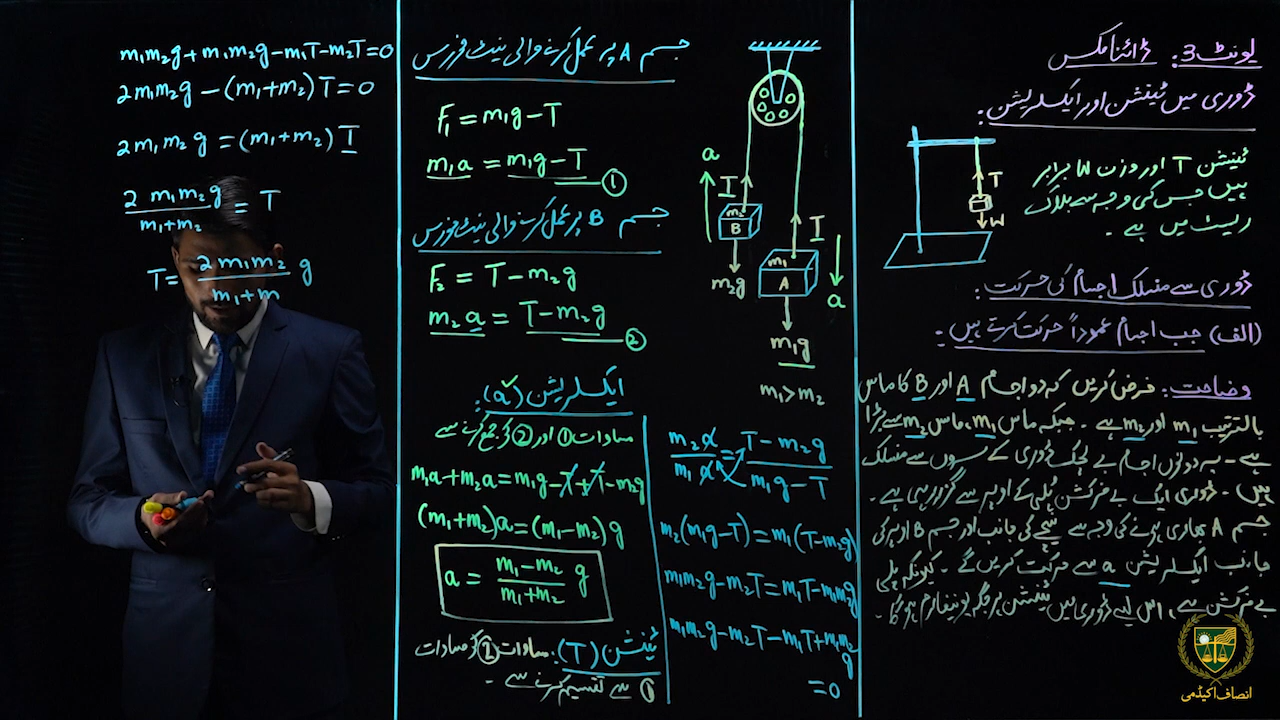 یونٹ 3: ڈائنامکس
ڈوری میں ٹینشن اور ایکسلریشن:
ٹینشن T اور وزن W برابر
ہیں جس کی وجہ سے بلاک
ریسٹ میں ہے۔
T
W
ڈوری سے منسلک اجسام کی حرکت:
(الف) جب اجسام عموداً حرکت کرتے ہیں۔
وضاحت: فرض کریں کہ دو اجسام A اور B کا ماس
بالترتیب m₁ اور m₂ ہے۔ جبکہ ماس m₁، ماس m₂ سے بڑا
ہے۔ یہ دونوں اجسام بے لچک ڈوری کے سروں سے منسلک
ہیں۔ ڈوری ایک بے فرکشن پلی کے اوپر سے گزر رہی ہے۔
جسم A بھاری ہونے کی وجہ سے نیچے کی جانب اور جسم B اوپر کی
جانب ایکسلریشن a سے حرکت کریں گے۔ کیونکہ پلی
بے فرکشن ہے، اس لیے ڈوری میں ٹینشن ہر جگہ یونیفارم ہو گا۔
a
T
m₂
B
m₂g
T
m₁
A
a
m₁g
m₁>m₂
جسم A پر عمل کرنے والی نیٹ فورس
F₁ = m₁g-T
m₁a = m₁g-T ①
جسم B پر عمل کرنے والی نیٹ فورس
F₂ = T-m₂g
m₂a = T-m₂g ②
ایکسلریشن (a):
مساوات ① اور ② کو جمع کرنے سے
m₁a+m₂a=m₁g-T+T-m₂g
(m₁+m₂)a=(m₁-m₂)g
a = (m₁-m₂)/(m₁+m₂) g
ٹینشن (T): مساوات ② کو مساوات
① سے تقسیم کرنے سے۔
m₂a/m₁a = (T-m₂g)/(m₁g-T)
m₂(m₁g-T)=m₁(T-m₂g)
m₁m₂g-m₂T=m₁T-m₁m₂g
m₁m₂g-m₂T-m₁T+m₁m₂
g
=0
m₁m₂g+m₁m₂g-m₁T-m₂T=0
2m₁m₂g-(m₁+m₂)T=0
2m₁m₂g=(m₁+m₂)T
2m₁m₂g/(m₁+m₂) = T
T= 2m₁m₂/(m₁+m g
انصاف اکیڈمی